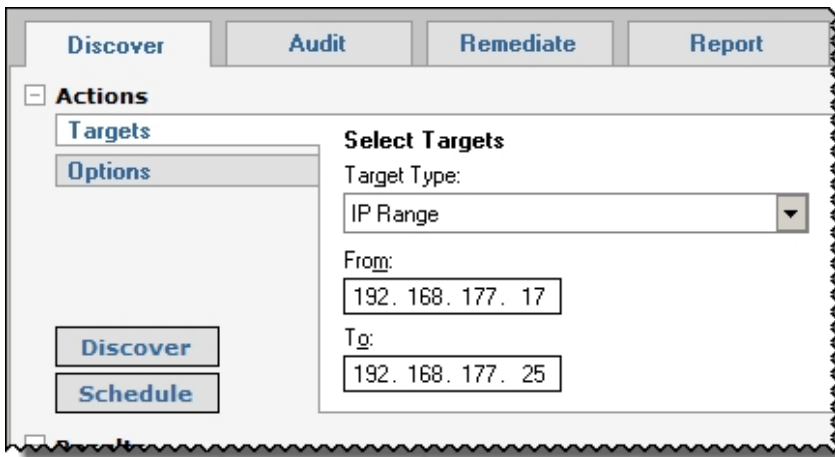 Discover Audit Remediate Report
Actions
Targets
Options
Select Targets
Target Type:
IP Range
From:
192. 168. 177. 17
To:
192. 168. 177. 25
Discover
Schedule